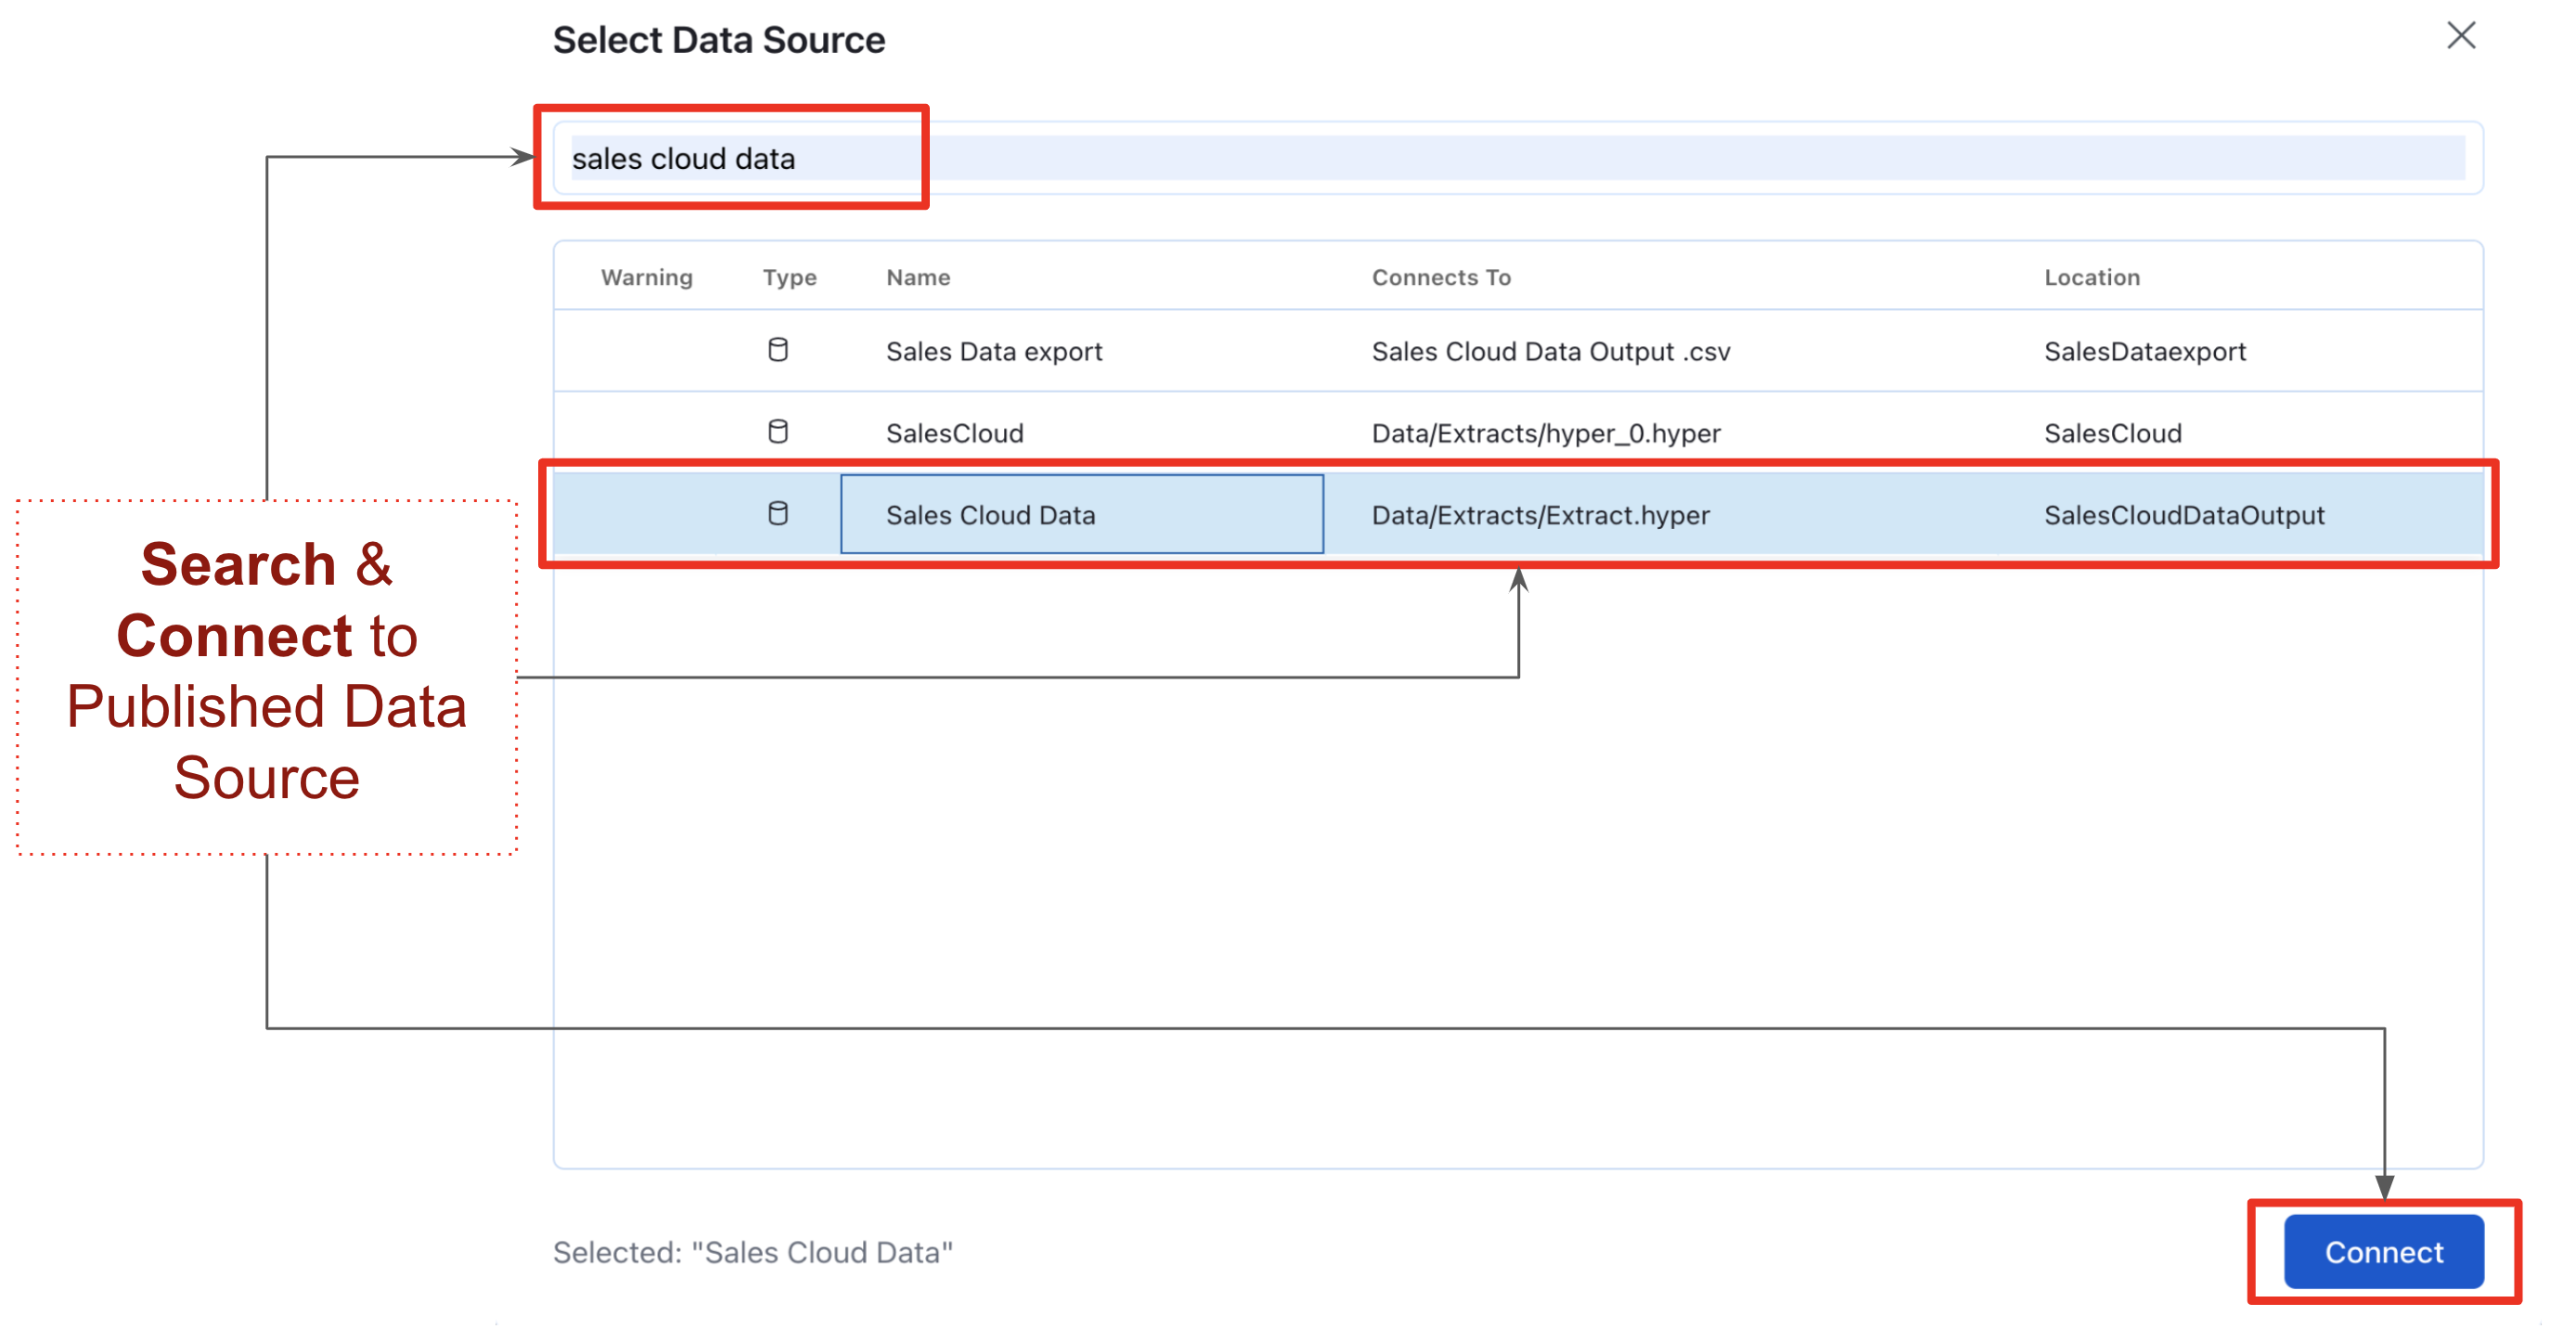 Select Data Source
sales cloud data
Warning Type Name Connects To Location
Sales Data export Sales Cloud Data Output .csv SalesDataexport
SalesCloud Data/Extracts/hyper_0.hyper SalesCloud
Sales Cloud Data Data/Extracts/Extract.hyper SalesCloudDataOutput
Search &
Connect to
Published Data
Source
Selected: "Sales Cloud Data"
Connect